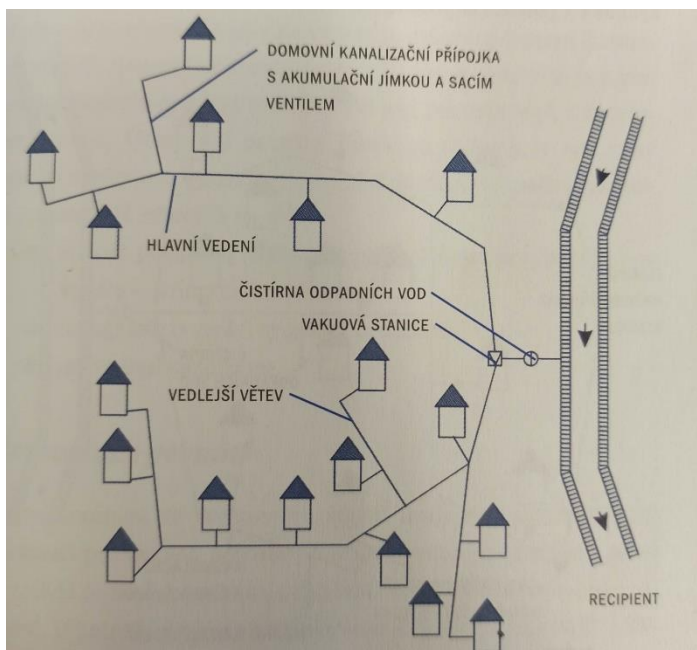 DOMOVNÍ KANALIZAČNÍ PŘÍPOJKA
S AKUMULAČNÍ JÍMKOU A SACÍM
VENTILEM
HLAVNÍ VEDENÍ
ČISTÍRNA ODPADNÍCH VOD
VAKUOVÁ STANICE
VEDLEJŠÍ VĚTEV
RECIPIENT